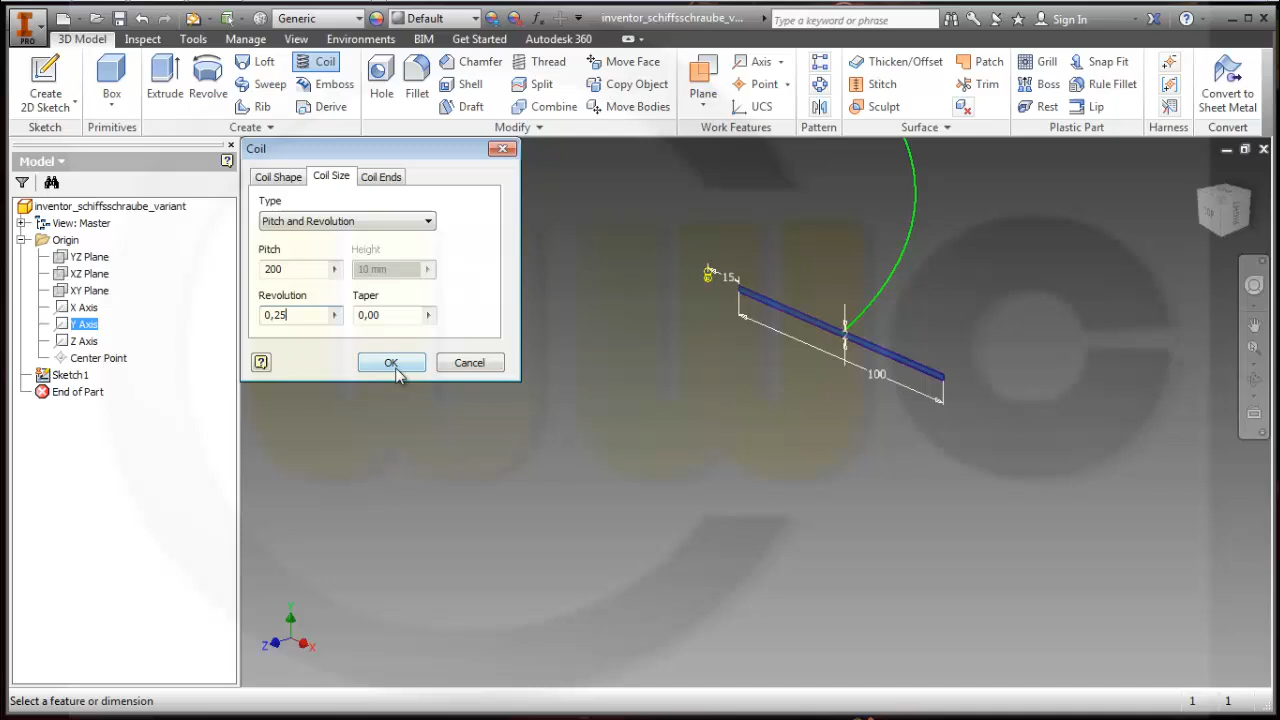 Generic
Default
inventor_schiffsschraube_v...
Type a keyword or phrase
Sign In
PRO
3D Model
Inspect
Tools
Manage
View
Environments
BIM
Get Started
Autodesk 360
Create
2D Sketch
Box
Extrude
Revolve
Loft
Sweep
Rib
Coil
Emboss
Derive
Hole
Fillet
Chamfer
Shell
Draft
Thread
Split
Combine
Move Face
Copy Object
Move Bodies
Plane
Axis
Point
UCS
Thicken/Offset
Stitch
Sculpt
Patch
Trim
Grill
Boss
Rest
Snap Fit
Rule Fillet
Lip
Convert to
Sheet Metal
Sketch
Primitives
Create
Modify
Work Features
Pattern
Surface
Plastic Part
Harness
Convert
Model
inventor_schiffsschraube_variant
View: Master
Origin
YZ Plane
XZ Plane
XY Plane
X Axis
Y Axis
Z Axis
Center Point
Sketch1
End of Part
Coil
Coil Shape
Coil Size
Coil Ends
Type
Pitch and Revolution
Pitch
Height
200
10 mm
Revolution
Taper
0,25
0,00
OK
Cancel
15
100
TOP
RIGHT
Y
Z
X
Select a feature or dimension
1
1